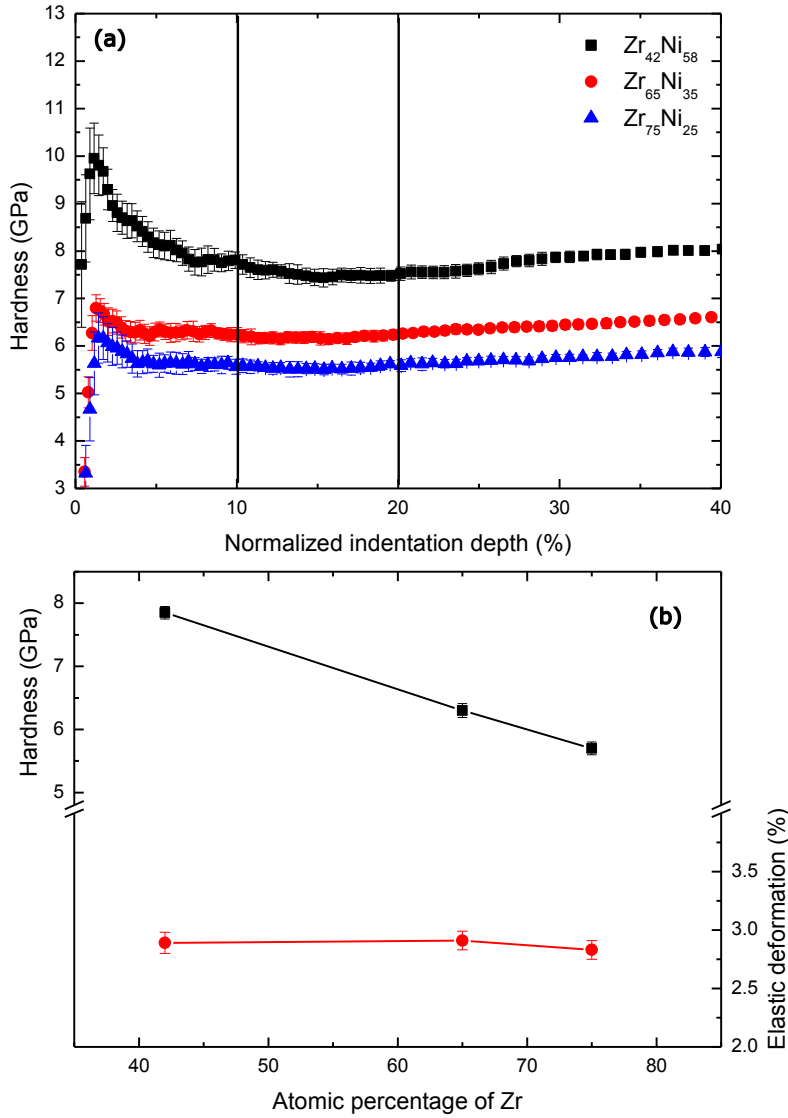 (a)
Zr42Ni58
Zr65Ni35
Zr75Ni25
13
12
11
10
9
8
7
6
5
4
3
Hardness (GPa)
0 10 20 30 40
Normalized indentation depth (%)
(b)
8
7
6
5
Hardness (GPa)
3.5
3.0
2.5
2.0
Elastic deformation (%)
40 50 60 70 80
Atomic percentage of Zr